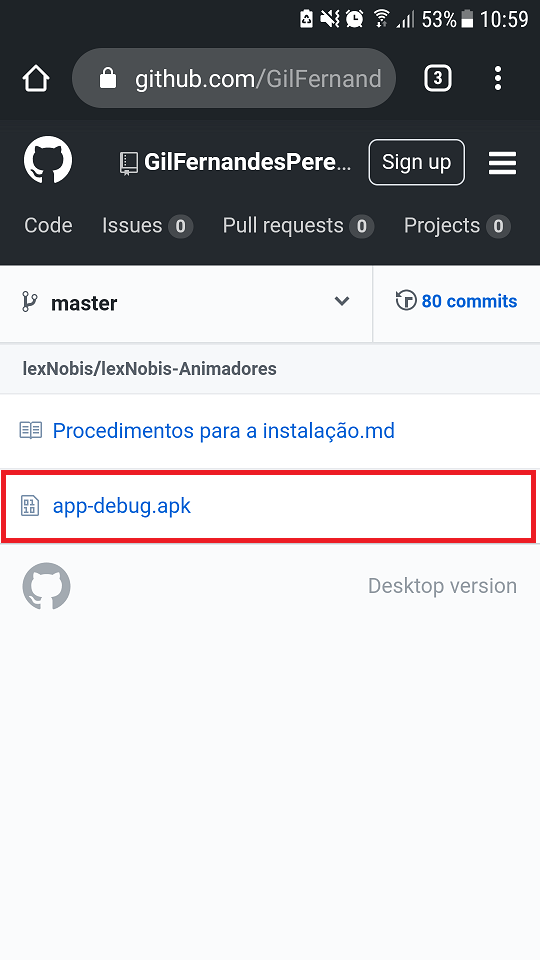 53% 10:59
github.com/GilFernand
3
GilFernandesPere... Sign up
Code Issues 0 Pull requests 0 Projects 0
master
80 commits
lexNobis/lexNobis-Animadores
Procedimentos para a instalação.md
app-debug.apk
Desktop version